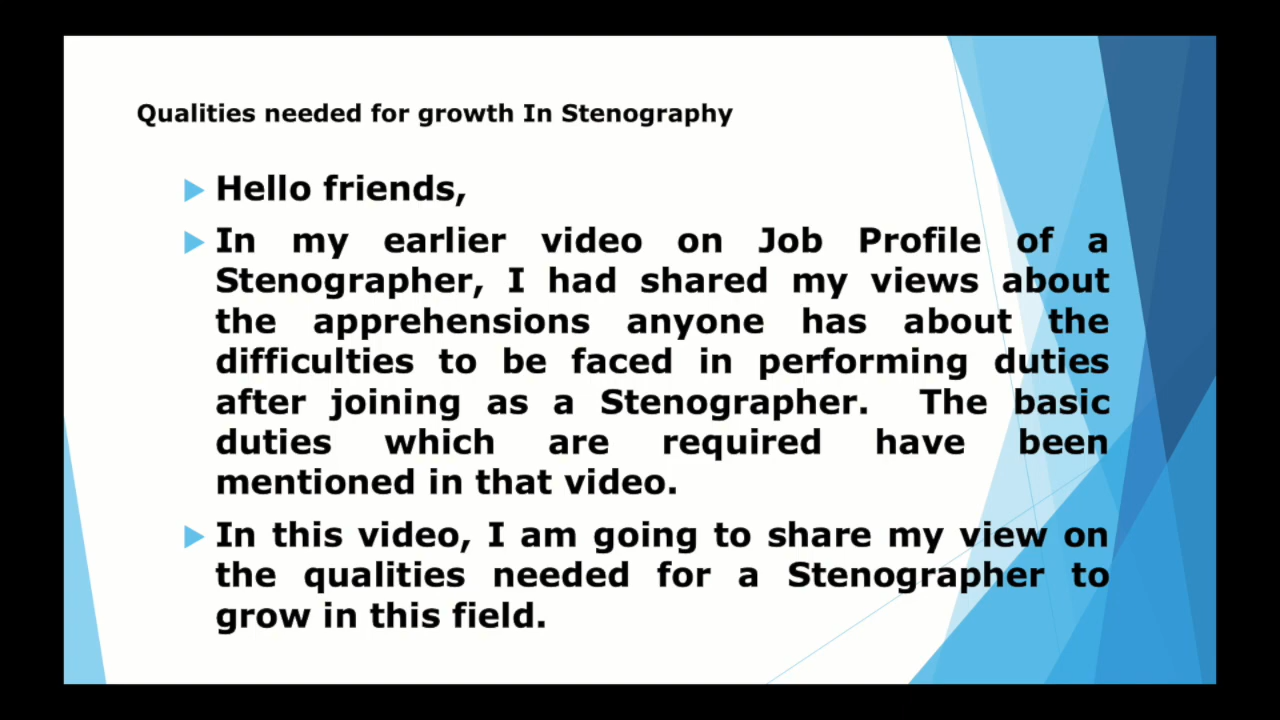 Qualities needed for growth In Stenography
Hello friends,
In my earlier video on Job Profile of a
Stenographer, I had shared my views about
the apprehensions anyone has about the
difficulties to be faced in performing duties
after joining as a Stenographer. The basic
duties which are required have been
mentioned in that video.
In this video, I am going to share my view on
the qualities needed for a Stenographer to
grow in this field.